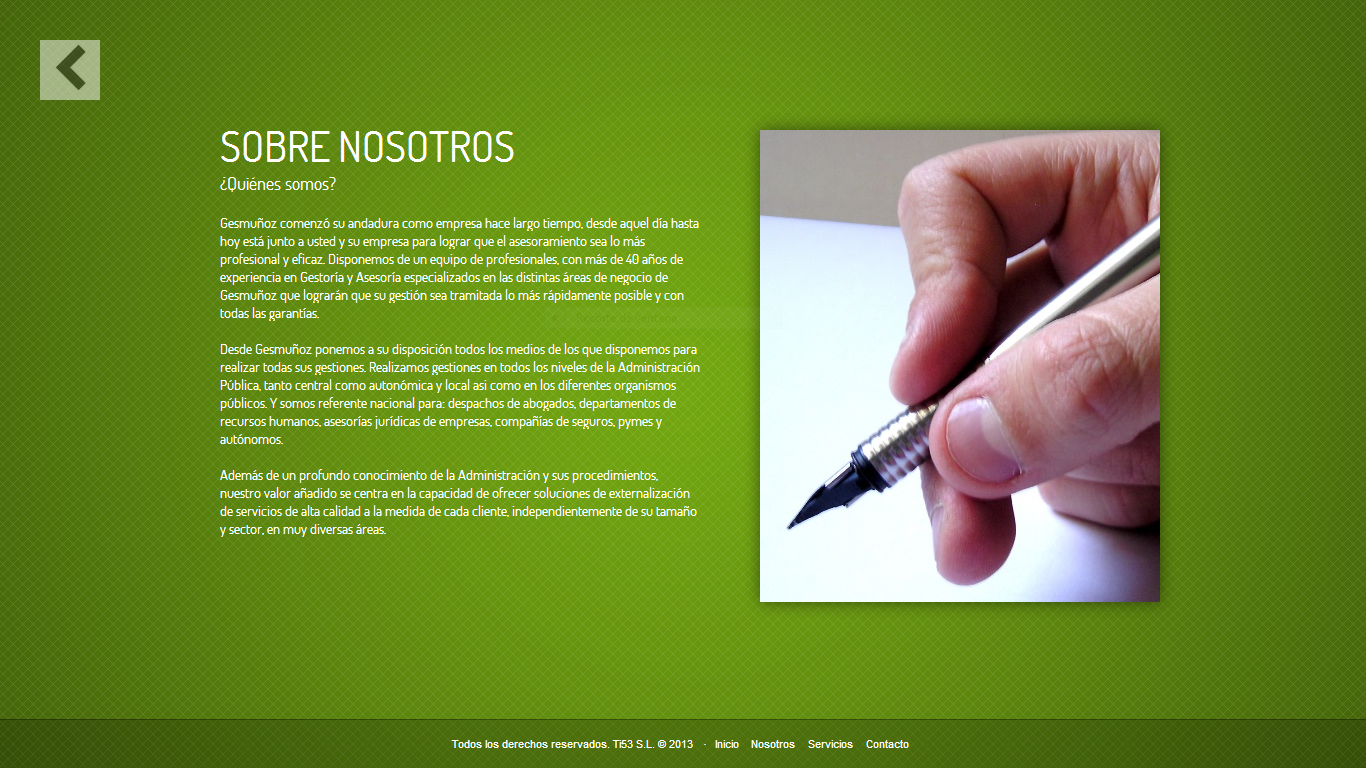 SOBRE NOSOTROS
¿Quiénes somos?
Gesmuñoz comenzó su andadura como empresa hace largo tiempo, desde aquel día hasta
hoy está junto a usted y su empresa para lograr que el asesoramiento sea lo más
profesional y eficaz. Disponemos de un equipo de profesionales, con más de 40 años de
experiencia en Gestoría y Asesoría especializados en las distintas áreas de negocio de
Gesmuñoz que lograrán que su gestión sea tramitada lo más rápidamente posible y con
todas las garantías.
Desde Gesmuñoz ponemos a su disposición todos los medios de los que disponemos para
realizar todas sus gestiones. Realizamos gestiones en todos los niveles de la Administración
Pública, tanto central como autonómica y local asi como en los diferentes organismos
públicos. Y somos referente nacional para: despachos de abogados, departamentos de
recursos humanos, asesorías jurídicas de empresas, compañías de seguros, pymes y
autónomos.
Además de un profundo conocimiento de la Administración y sus procedimientos,
nuestro valor añadido se centra en la capacidad de ofrecer soluciones de externalización
de servicios de alta calidad a la medida de cada cliente, independientemente de su tamaño
y sector, en muy diversas áreas.
Todos los derechos reservados. Ti53 S.L. © 2013 · Inicio Nosotros Servicios Contacto